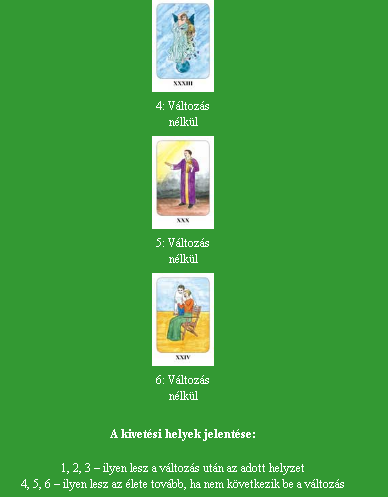 XXXIII
4: Változás
nélkül
XXX
5: Változás
nélkül
XXIV
6: Változás
nélkül
A kivetési helyek jelentése:
1, 2, 3 – ilyen lesz a változás után az adott helyzet
4, 5, 6 – ilyen lesz az élete tovább, ha nem következik be a változás